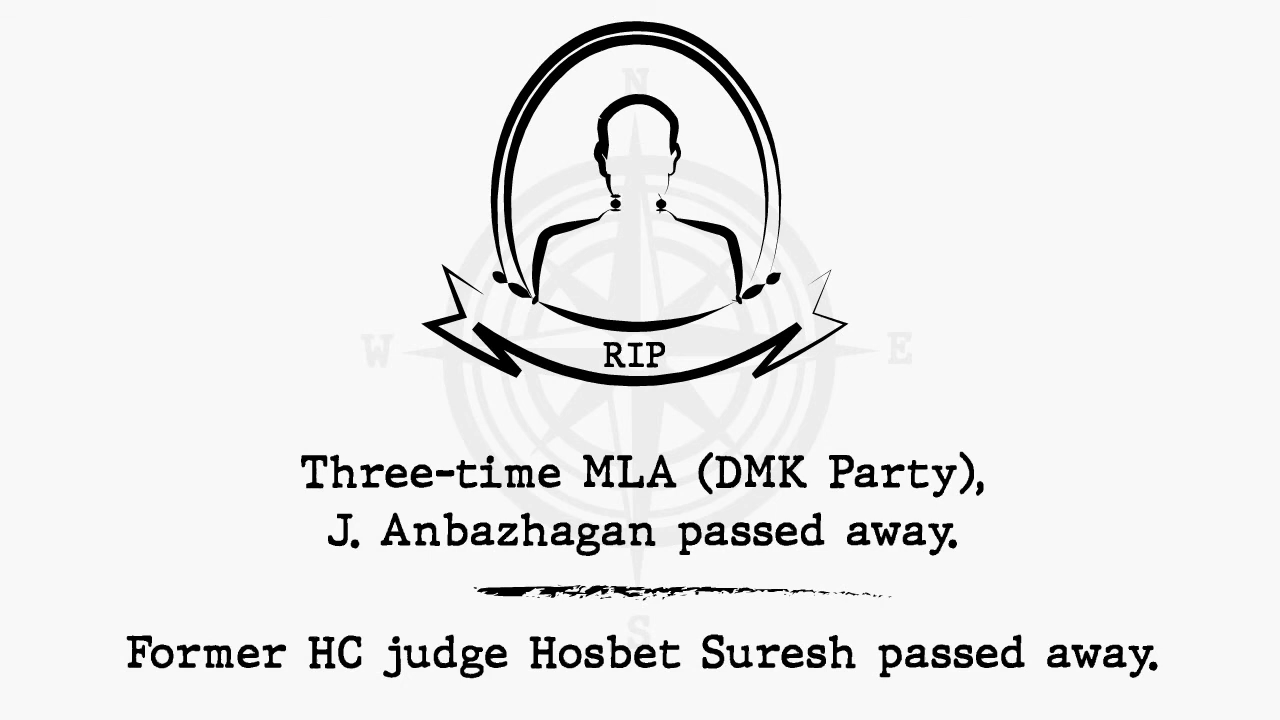 N
W
E
RIP
Three-time MLA (DMK Party),
J. Anbazhagan passed away.
S
Former HC judge Hosbet Suresh passed away.